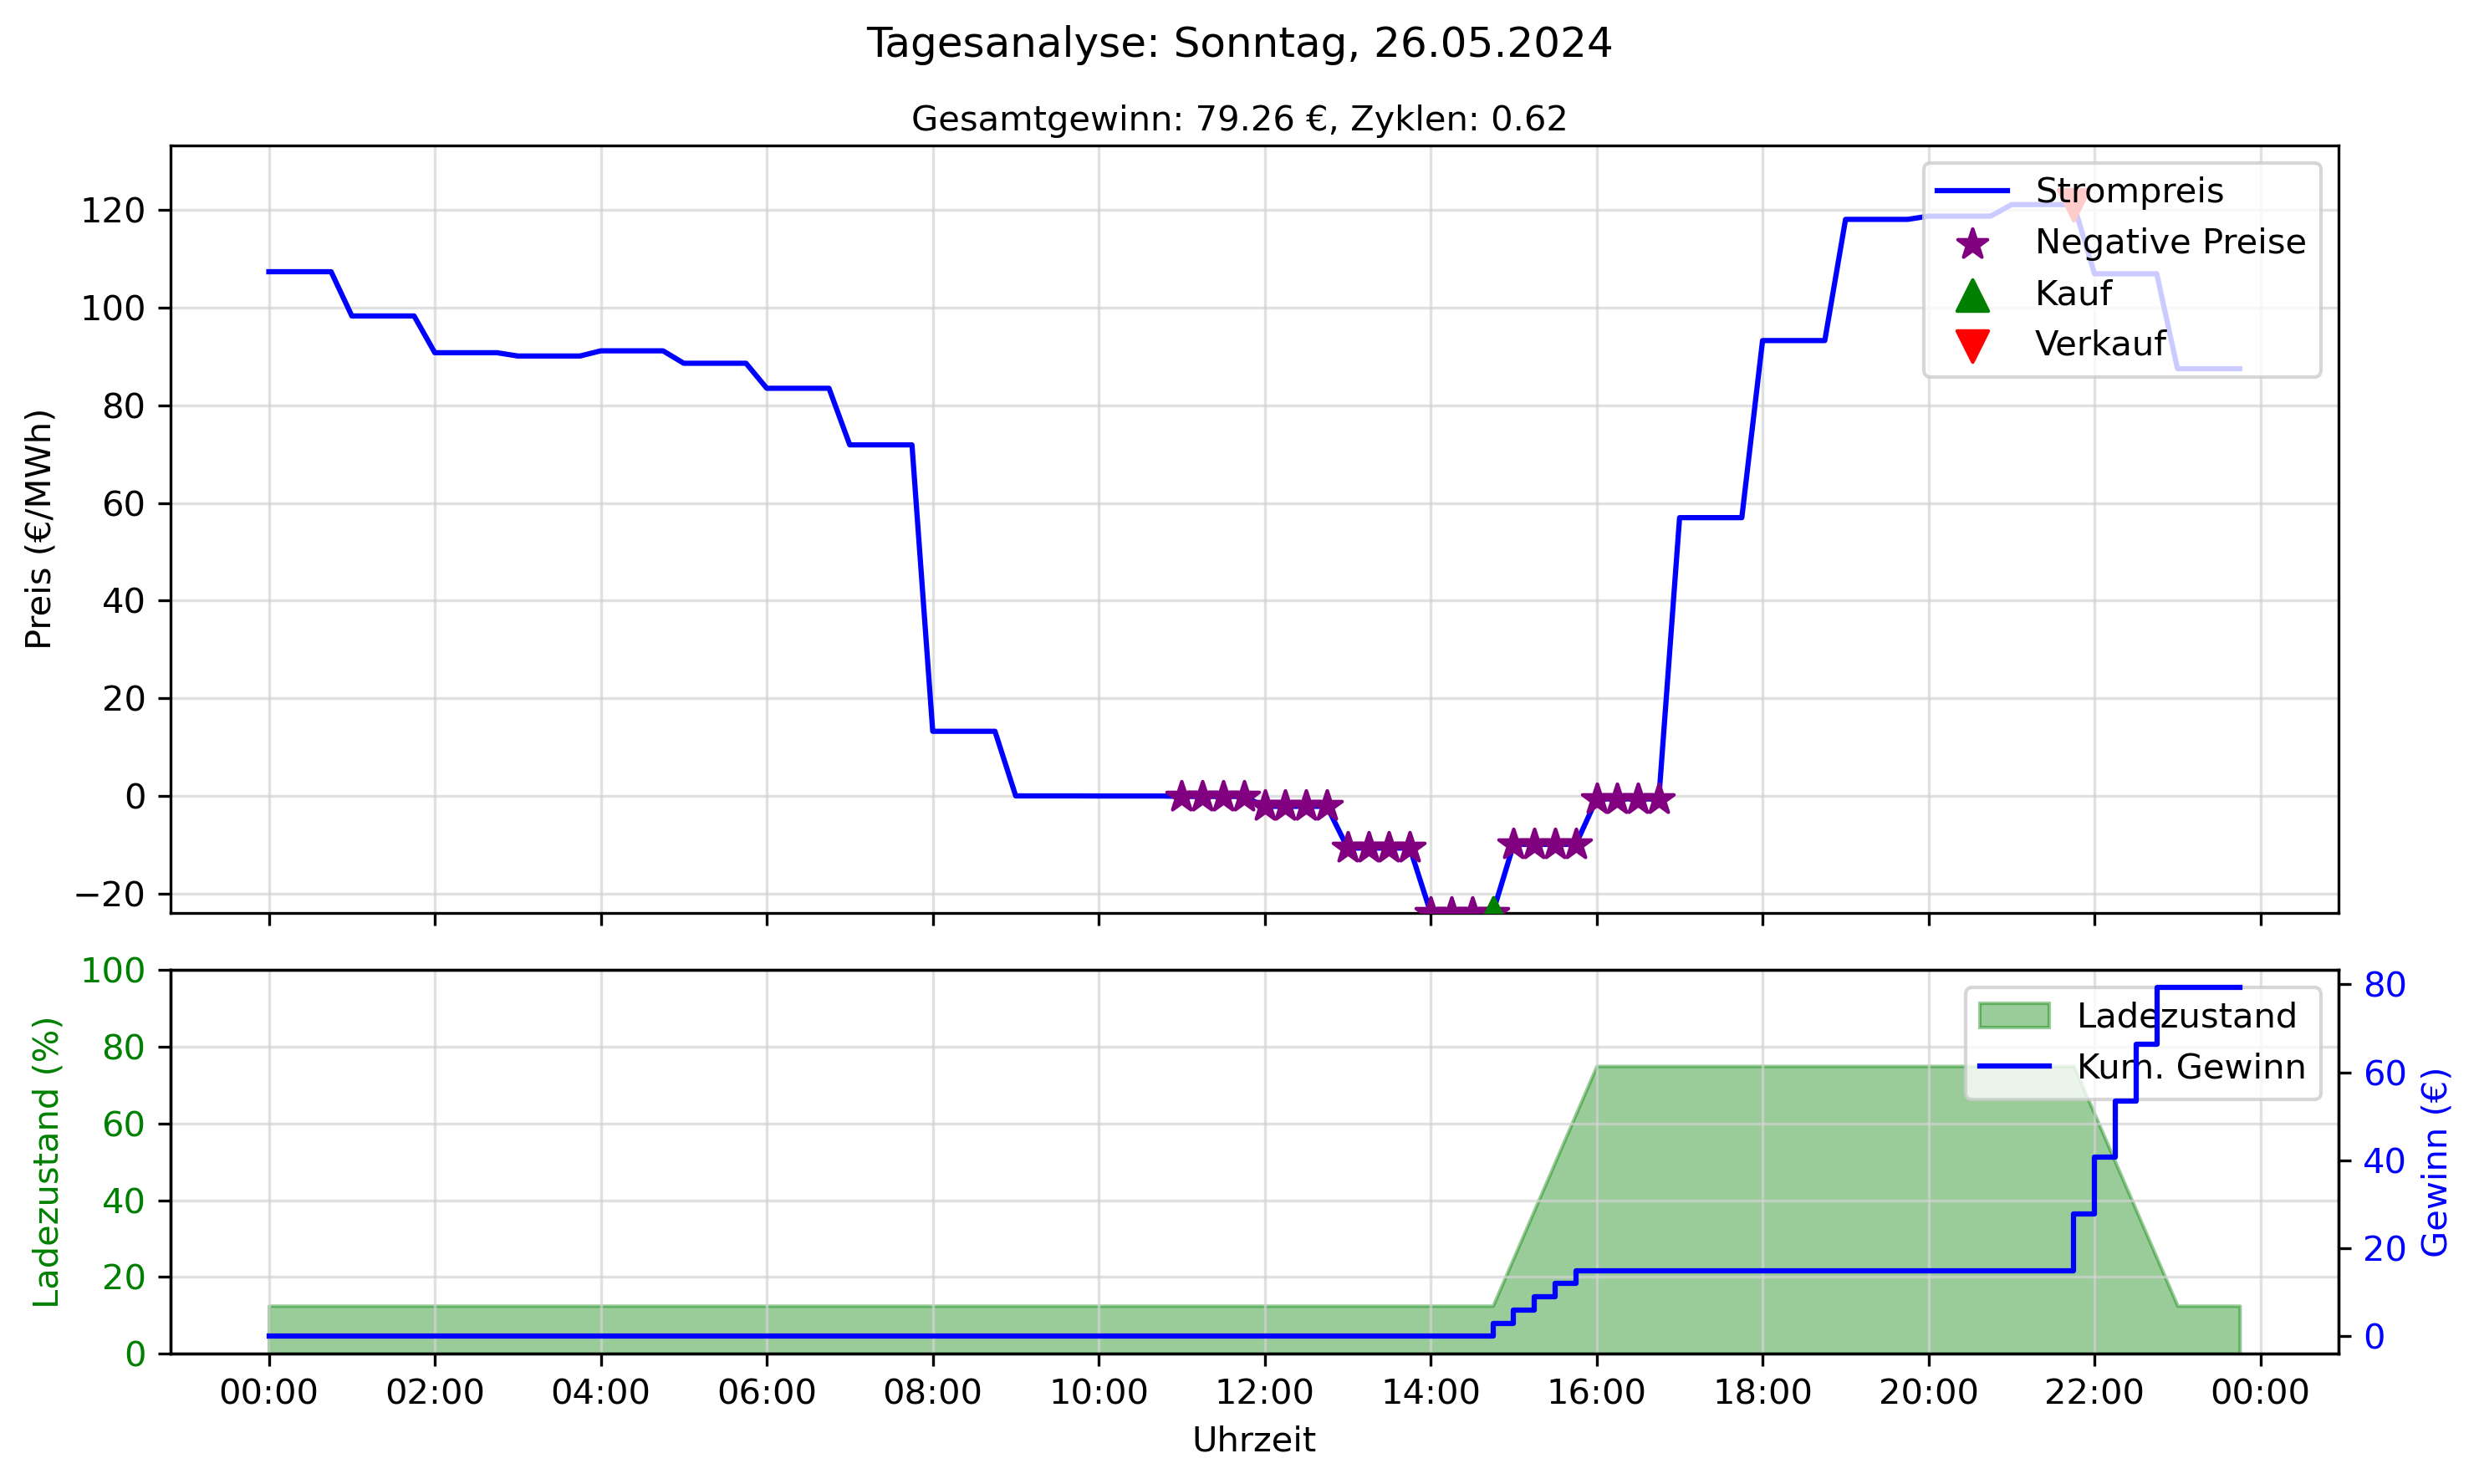 Tagesanalyse: Sonntag, 26.05.2024
Gesamtgewinn: 79.26 €, Zyklen: 0.62
Preis (€/MWh)
120
100
80
60
40
20
0
−20
Strompreis
Negative Preise
Kauf
Verkauf
Ladezustand (%)
100
80
60
40
20
0
Ladezustand
Kum. Gewinn
80
60
40
20
0
Gewinn (€)
00:00 02:00 04:00 06:00 08:00 10:00 12:00 14:00 16:00 18:00 20:00 22:00 00:00
Uhrzeit